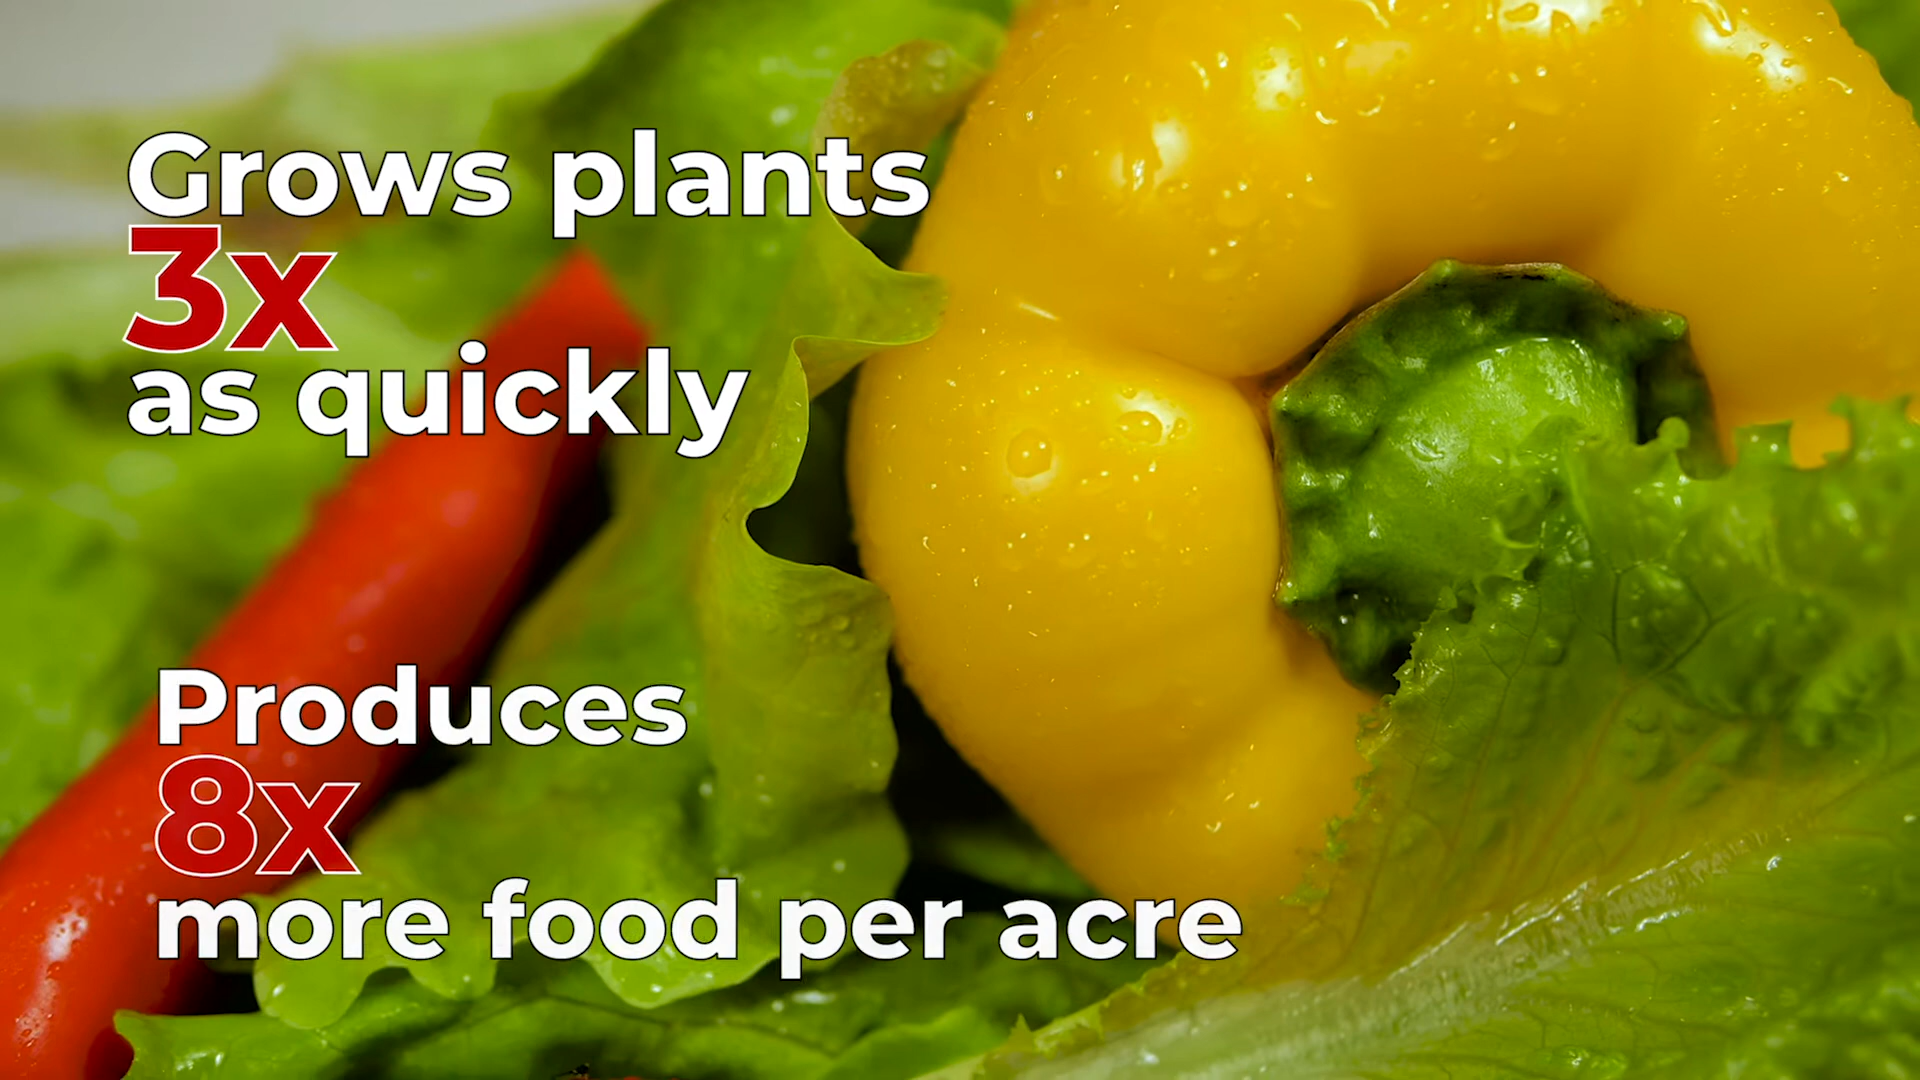 Grows plants
3x
as quickly
Produces
8x
more food per acre